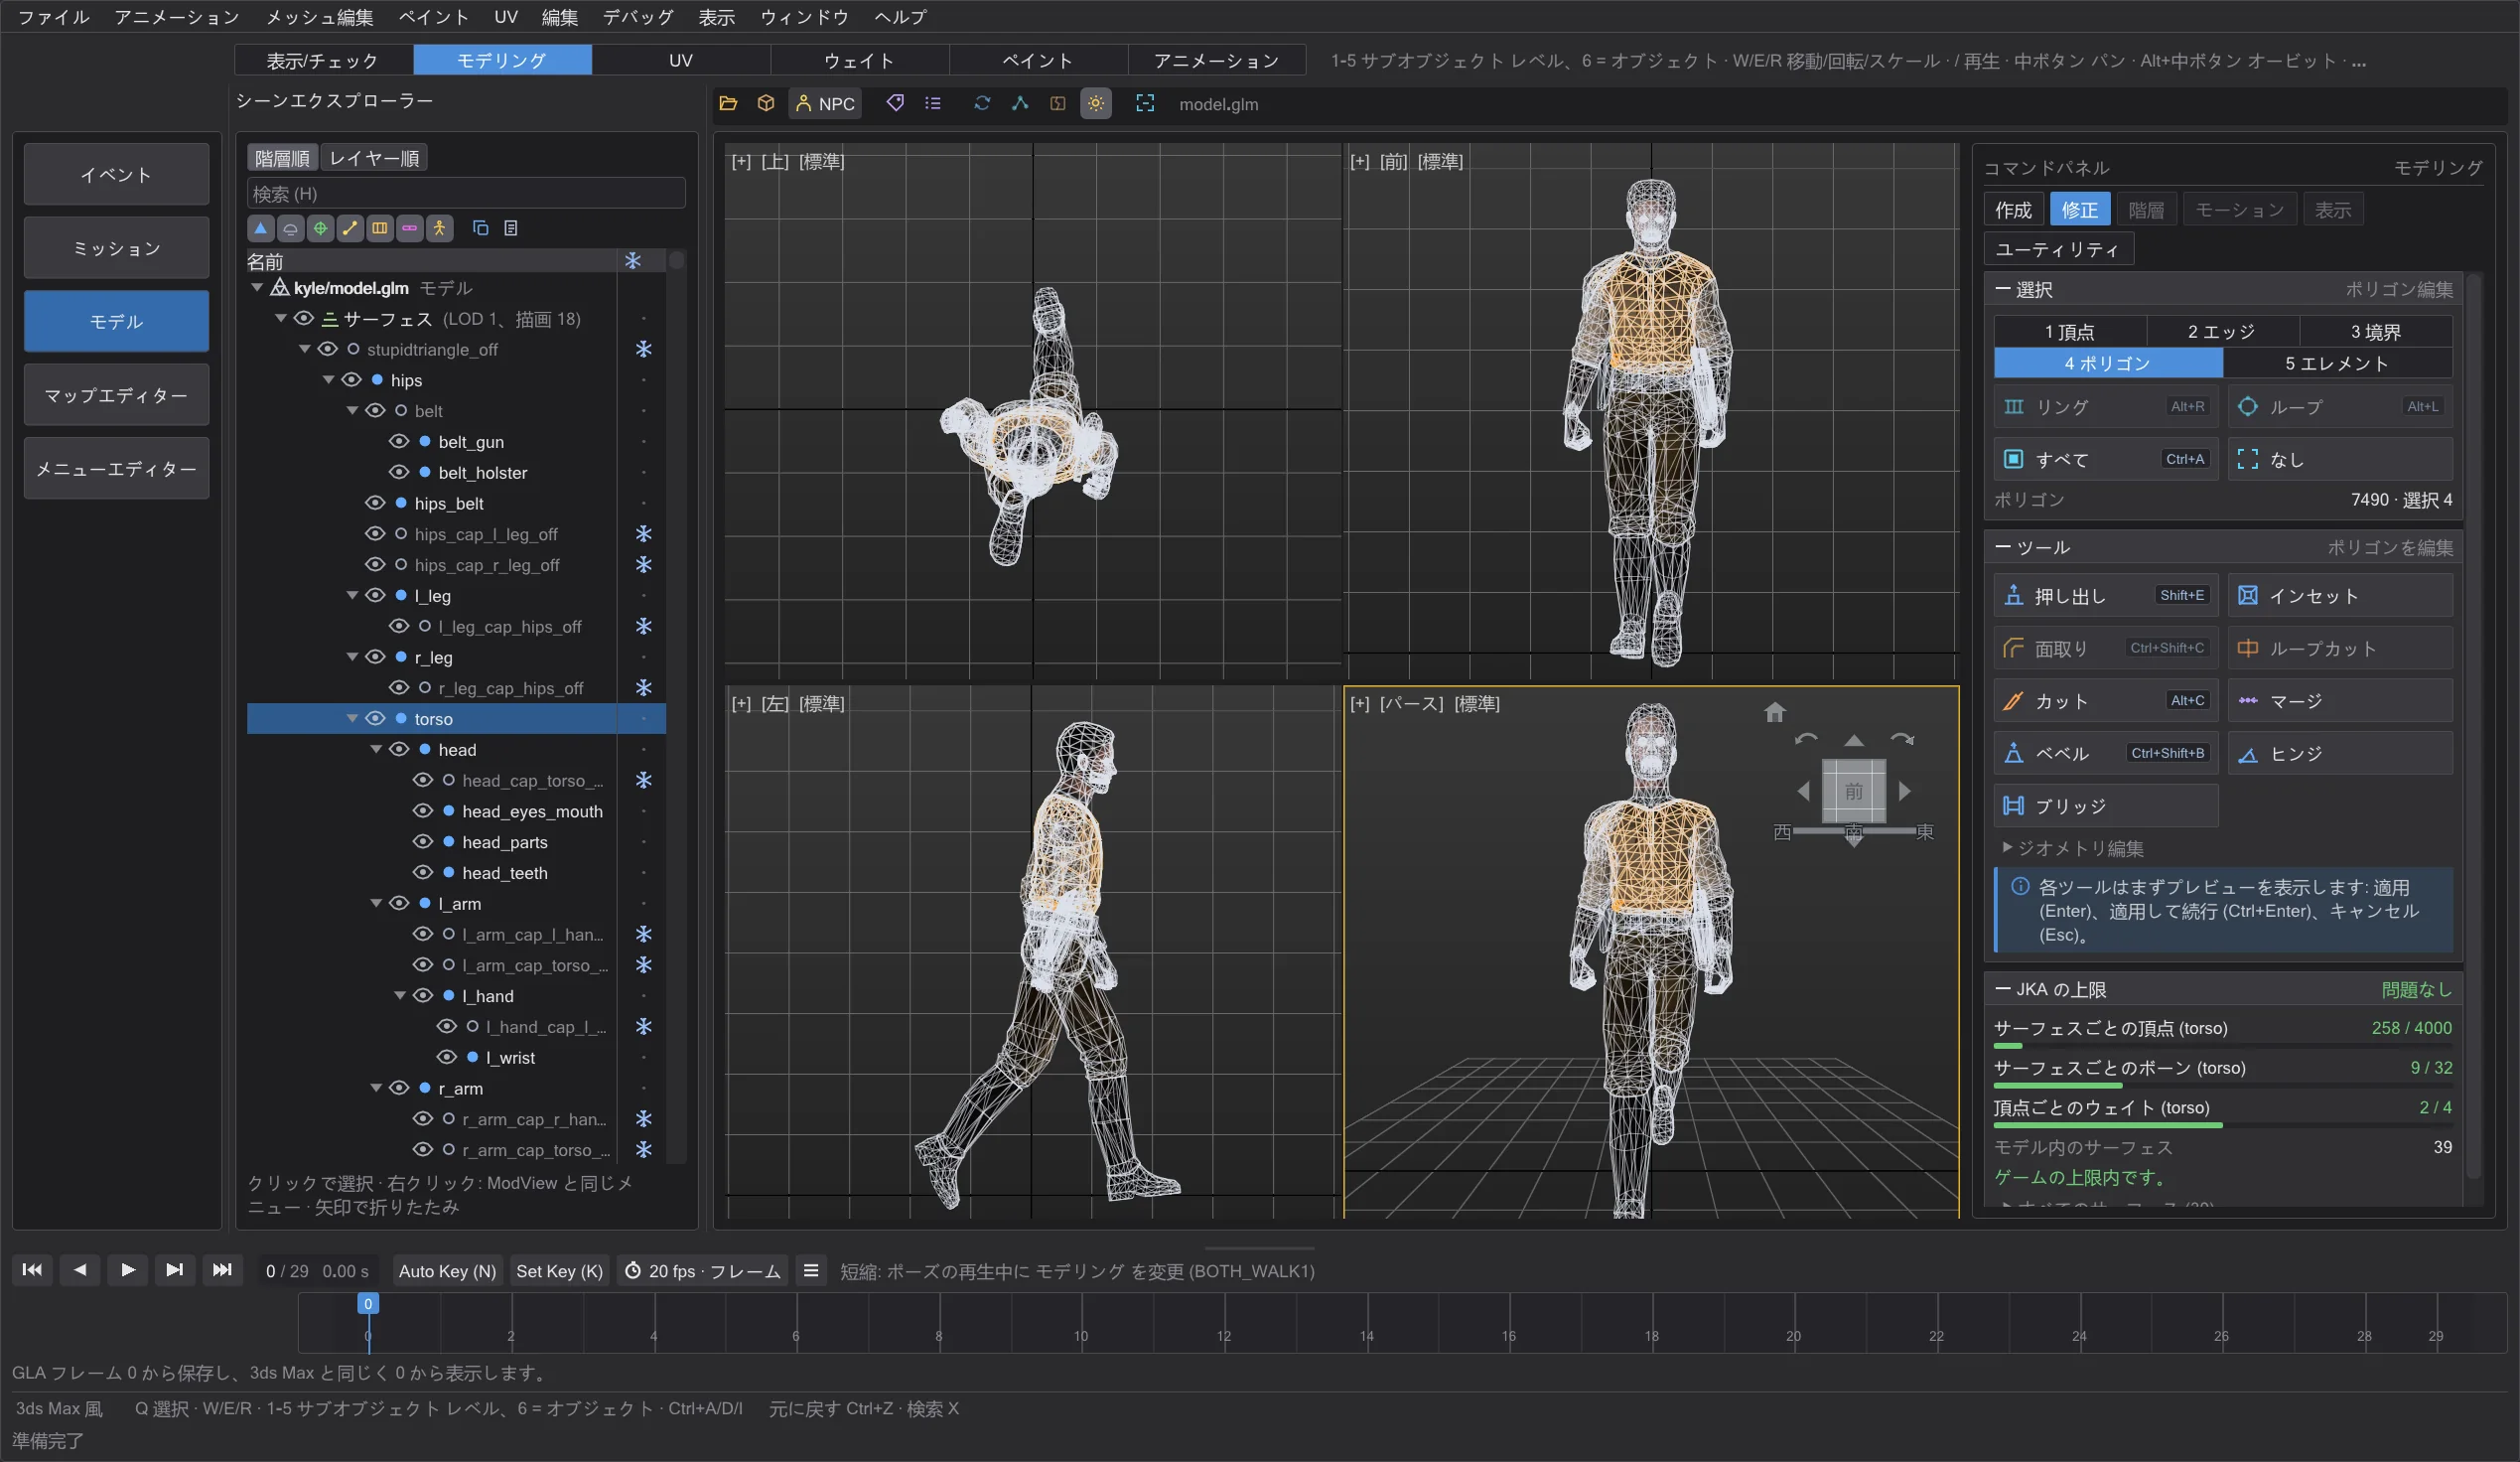 ファイル アニメーション メッシュ編集 ペイント UV 編集 デバッグ 表示 ウィンドウ ヘルプ
表示/チェック モデリング UV ウェイト ペイント アニメーション 1-5 サブオブジェクト レベル、6 = オブジェクト · W/E/R 移動/回転/スケール · / 再生 · 中ボタン パン · Alt+中ボタン オービット · ...
イベント
ミッション
モデル
マップエディター
メニューエディター
シーンエクスプローラー
階層順 レイヤー順
検索 (H)
名前
kyle/model.glm モデル
サーフェス (LOD 1、描画 18)
stupidtriangle_off
hips
belt
belt_gun
belt_holster
hips_belt
hips_cap_l_leg_off
hips_cap_r_leg_off
l_leg
l_leg_cap_hips_off
r_leg
r_leg_cap_hips_off
torso
head
head_cap_torso_...
head_eyes_mouth
head_parts
head_teeth
l_arm
l_arm_cap_l_han...
l_arm_cap_torso_...
l_hand
l_hand_cap_l_...
l_wrist
r_arm
r_arm_cap_r_han...
r_arm_cap_torso_...
クリックで選択 · 右クリック: ModView と同じメ
ニュー · 矢印で折りたたみ
NPC model.glm
[+] [上] [標準]
[+] [前] [標準]
[+] [左] [標準]
[+] [パース] [標準]
前
西 南 東
コマンドパネル モデリング
作成 修正 階層 モーション 表示
ユーティリティ
選択 ポリゴン編集
1 頂点 2 エッジ 3 境界
4 ポリゴン 5 エレメント
リング Alt+R ループ Alt+L
すべて Ctrl+A なし
ポリゴン 7490 · 選択 4
ツール ポリゴンを編集
押し出し Shift+E インセット
面取り Ctrl+Shift+C ループカット
カット Alt+C マージ
ベベル Ctrl+Shift+B ヒンジ
ブリッジ
ジオメトリ編集
各ツールはまずプレビューを表示します: 適用
(Enter)、適用して続行 (Ctrl+Enter)、キャンセル
(Esc)。
JKA の上限 問題なし
サーフェスごとの頂点 (torso) 258 / 4000
サーフェスごとのボーン (torso) 9 / 32
頂点ごとのウェイト (torso) 2 / 4
モデル内のサーフェス 39
ゲームの上限内です。
0 / 29 0.00 s Auto Key (N) Set Key (K) 20 fps · フレーム 短縮: ポーズの再生中に モデリング を変更 (BOTH_WALK1)
0
0 2 4 6 8 10 12 14 16 18 20 22 24 26 28 29
GLA フレーム 0 から保存し、3ds Max と同じく 0 から表示します。
3ds Max 風 Q 選択 · W/E/R · 1-5 サブオブジェクト レベル、6 = オブジェクト · Ctrl+A/D/I 元に戻す Ctrl+Z · 検索 X
準備完了